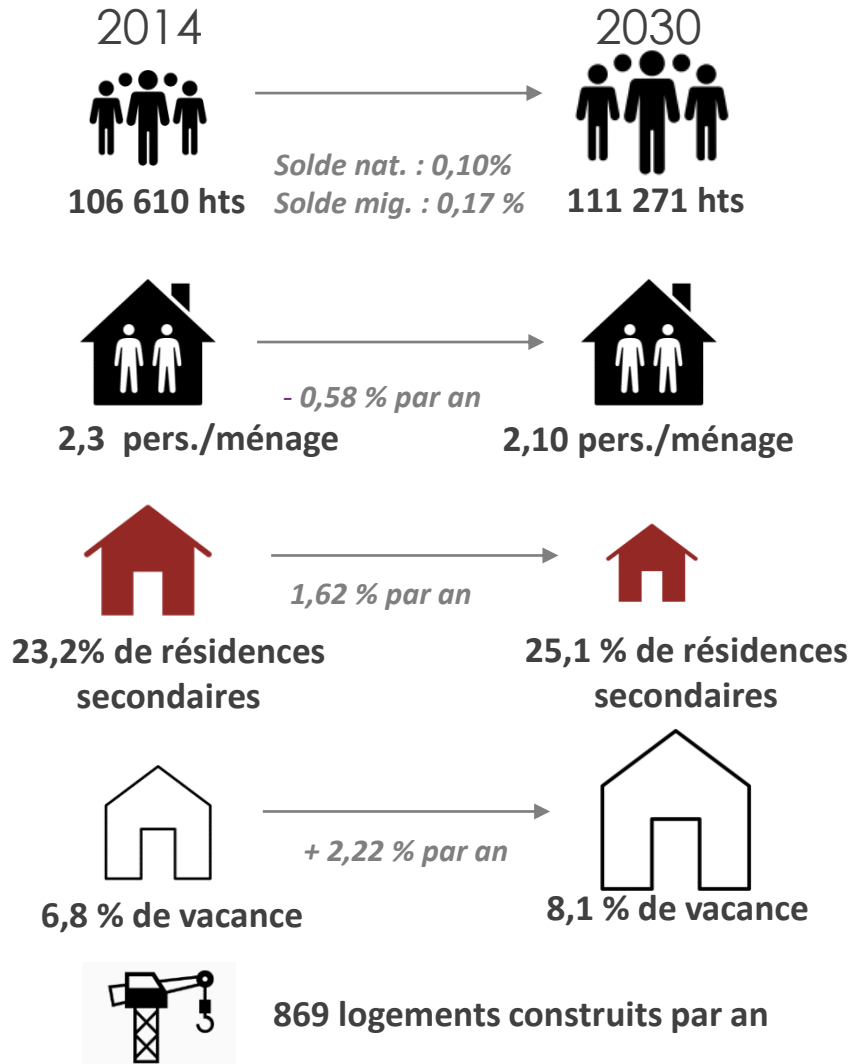 2014
2030
Solde nat. : 0,10%
Solde mig. : 0,17 %
106 610 hts
111 271 hts
- 0,58 % par an
2,3 pers./ménage
2,10 pers./ménage
1,62 % par an
23,2% de résidences
secondaires
25,1 % de résidences
secondaires
+ 2,22 % par an
6,8 % de vacance
8,1 % de vacance
869 logements construits par an